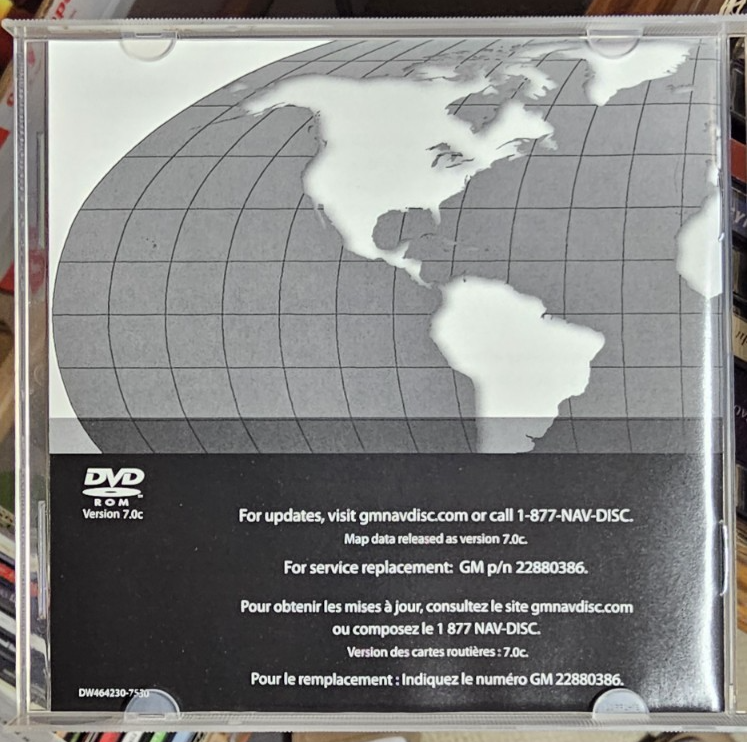 DVD
ROM
Version 7.0c
For updates, visit gmnavdisc.com or call 1-877-NAV-DISC.
Map data released as version 7.0c.
For service replacement: GM p/n 22880386.
Pour obtenir les mises à jour, consultez le site gmnavdisc.com
ou composez le 1 877 NAV-DISC.
Version des cartes routières : 7.0c.
Pour le remplacement : Indiquez le numéro GM 22880386.
DW464230-7530